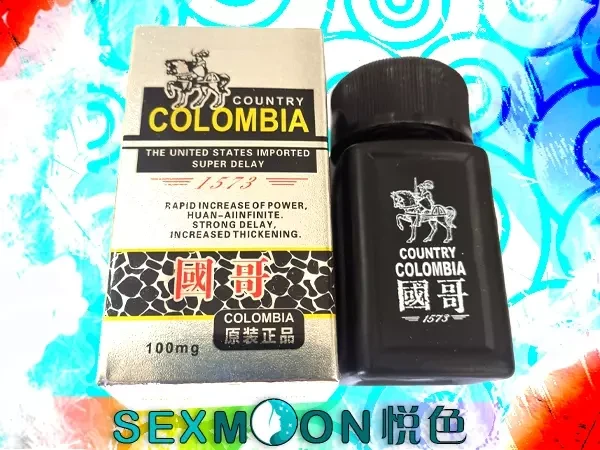 COUNTRY
COLOMBIA
THE UNITED STATES IMPORTED
SUPER DELAY
1573
RAPID INCREASE OF POWER,
HUAN-AIINFINITE.
STRONG DELAY,
INCREASED THICKENING.
國哥
COLOMBIA
原装正品
100mg
COUNTRY
COLOMBIA
國哥
1573
SEXMOON悦色